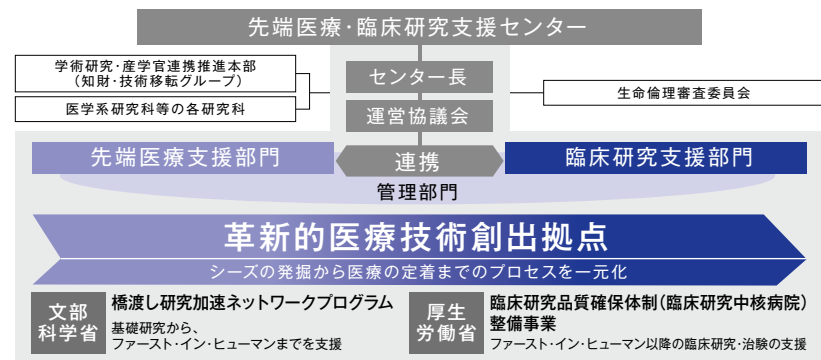 先端医療・臨床研究支援センター
学術研究・産学官連携推進本部
(知財・技術移転グループ)
医学系研究科等の各研究科
センター長
運営協議会
生命倫理審査委員会
先端医療支援部門
連携
臨床研究支援部門
管理部門
革新的医療技術創出拠点
シーズの発掘から医療の定着までのプロセスを一元化
文部
科学省
橋渡し研究加速ネットワークプログラム
基礎研究から、
ファースト・イン・ヒューマンまでを支援
厚生
労働省
臨床研究品質確保体制(臨床研究中核病院)
整備事業
ファースト・イン・ヒューマン以降の臨床研究・治験の支援